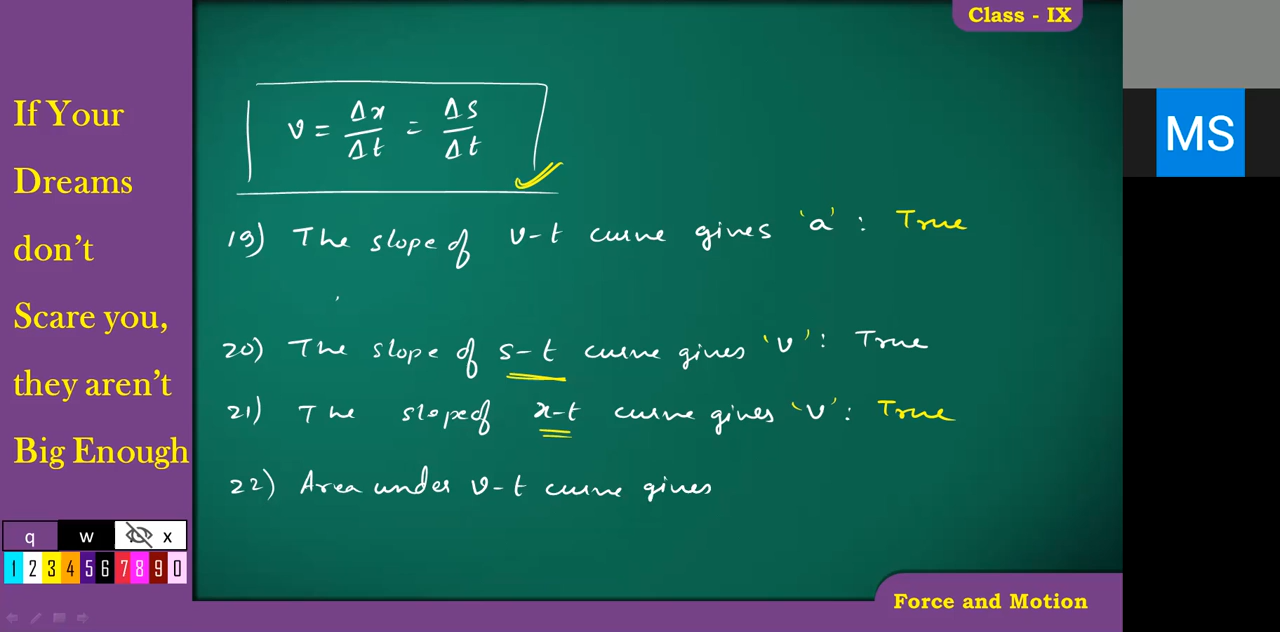 Class - IX
If Your
Dreams
don't
Scare you,
they aren't
Big Enough
v = Δx/Δt = Δs/Δt
19) The slope of v-t curve gives 'a' : True
20) The slope of s-t curve gives 'v' : True
21) The slope of x-t curve gives 'v' : True
22) Area under v-t curve gives
MS
q w x
1 2 3 4 5 6 7 8 9 0
Force and Motion